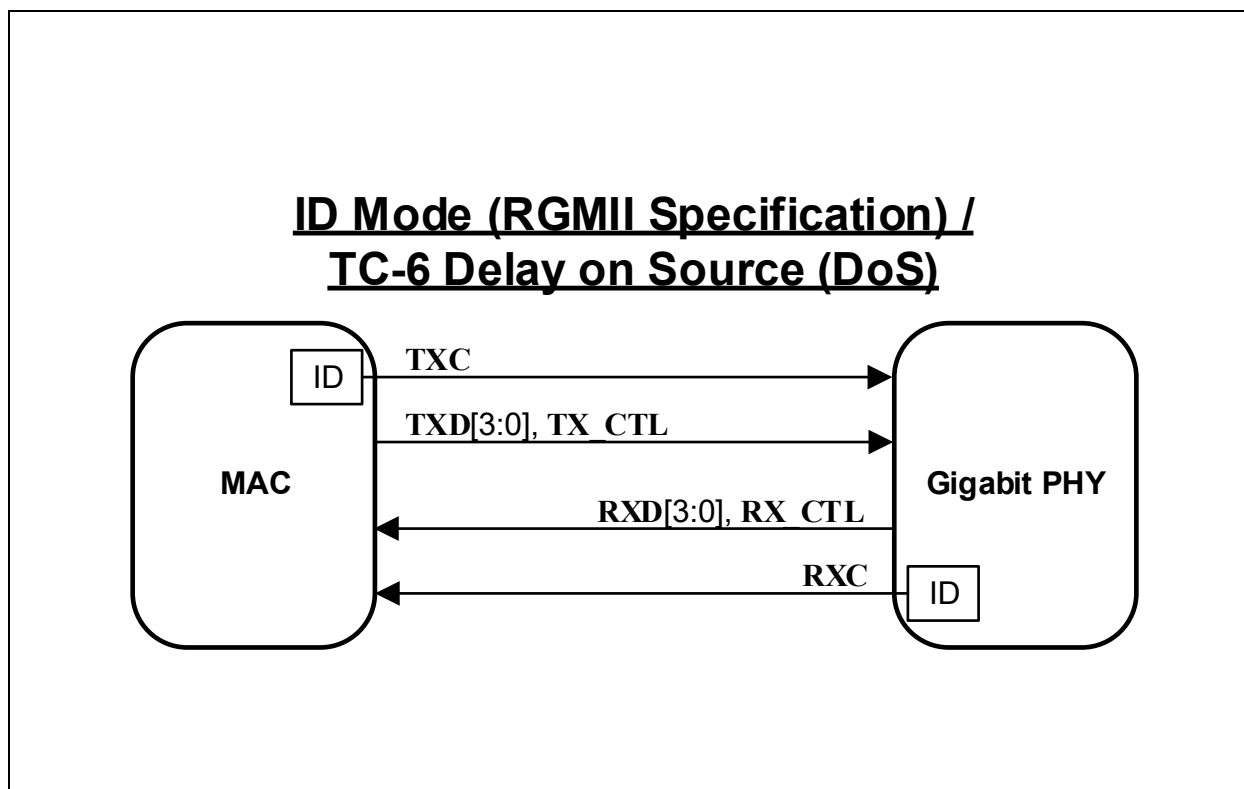 ID Mode (RGMII Specification) /
TC-6 Delay on Source (DoS)
ID
TXC
TXD[3:0], TX_CTL
MAC
Gigabit PHY
RXD[3:0], RX_CTL
RXC
ID